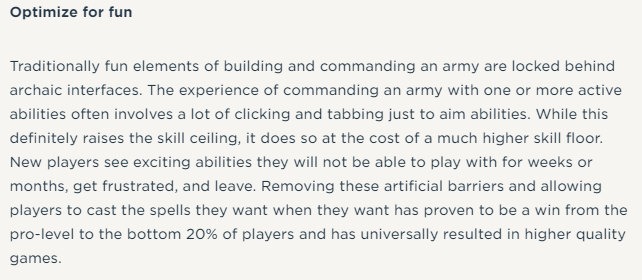 Optimize for fun
Traditionally fun elements of building and commanding an army are locked behind
archaic interfaces. The experience of commanding an army with one or more active
abilities often involves a lot of clicking and tabbing just to aim abilities. While this
definitely raises the skill ceiling, it does so at the cost of a much higher skill floor.
New players see exciting abilities they will not be able to play with for weeks or
months, get frustrated, and leave. Removing these artificial barriers and allowing
players to cast the spells they want when they want has proven to be a win from the
pro-level to the bottom 20% of players and has universally resulted in higher quality
games.